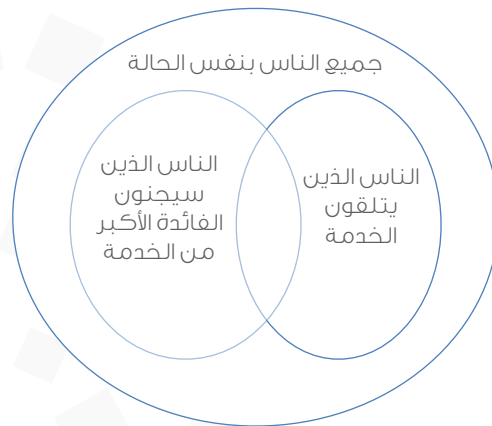 جميع الناس بنفس الحالة
الناس الذين
يتلقون
الخدمة
الناس الذين
سيجنون
الفائدة الأكبر
من الخدمة